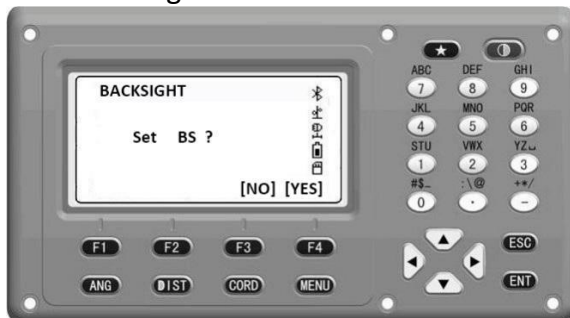 BACKSIGHT
Set BS ?
[NO] [YES]
F1 F2 F3 F4
ANG DIST CORD MENU
ABC DEF GHI
7 8 9
JKL MNO PQR
4 5 6
STU VWX YZ␣
1 2 3
#$_ :\@ +*/
0 . -
ESC
ENT